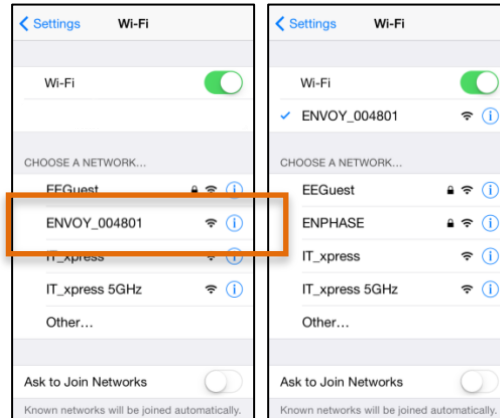 Settings Wi-Fi
Wi-Fi
CHOOSE A NETWORK...
EEGuest
ENVOY_004801
IT_xpress
IT_xpress 5GHz
Other...
Ask to Join Networks
Known networks will be joined automatically.
Settings Wi-Fi
Wi-Fi
ENVOY_004801
CHOOSE A NETWORK...
EEGuest
ENPHASE
IT_xpress
IT_xpress 5GHz
Other...
Ask to Join Networks
Known networks will be joined automatically.